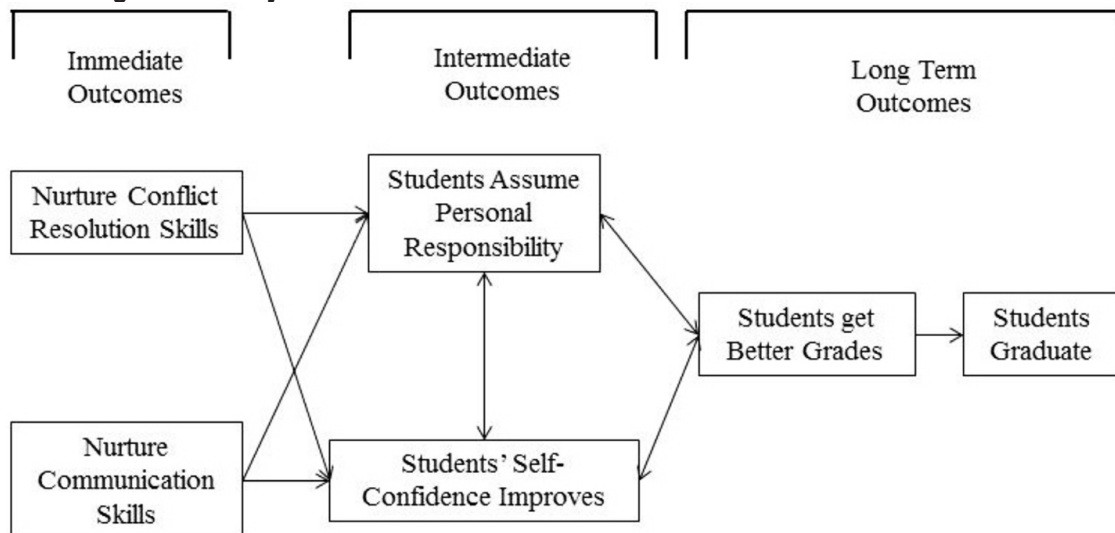 Immediate
Outcomes
Intermediate
Outcomes
Long Term
Outcomes
Nurture Conflict
Resolution Skills
Students Assume
Personal
Responsibility
Students get
Better Grades
Students
Graduate
Nurture
Communication
Skills
Students’ Self-
Confidence Improves